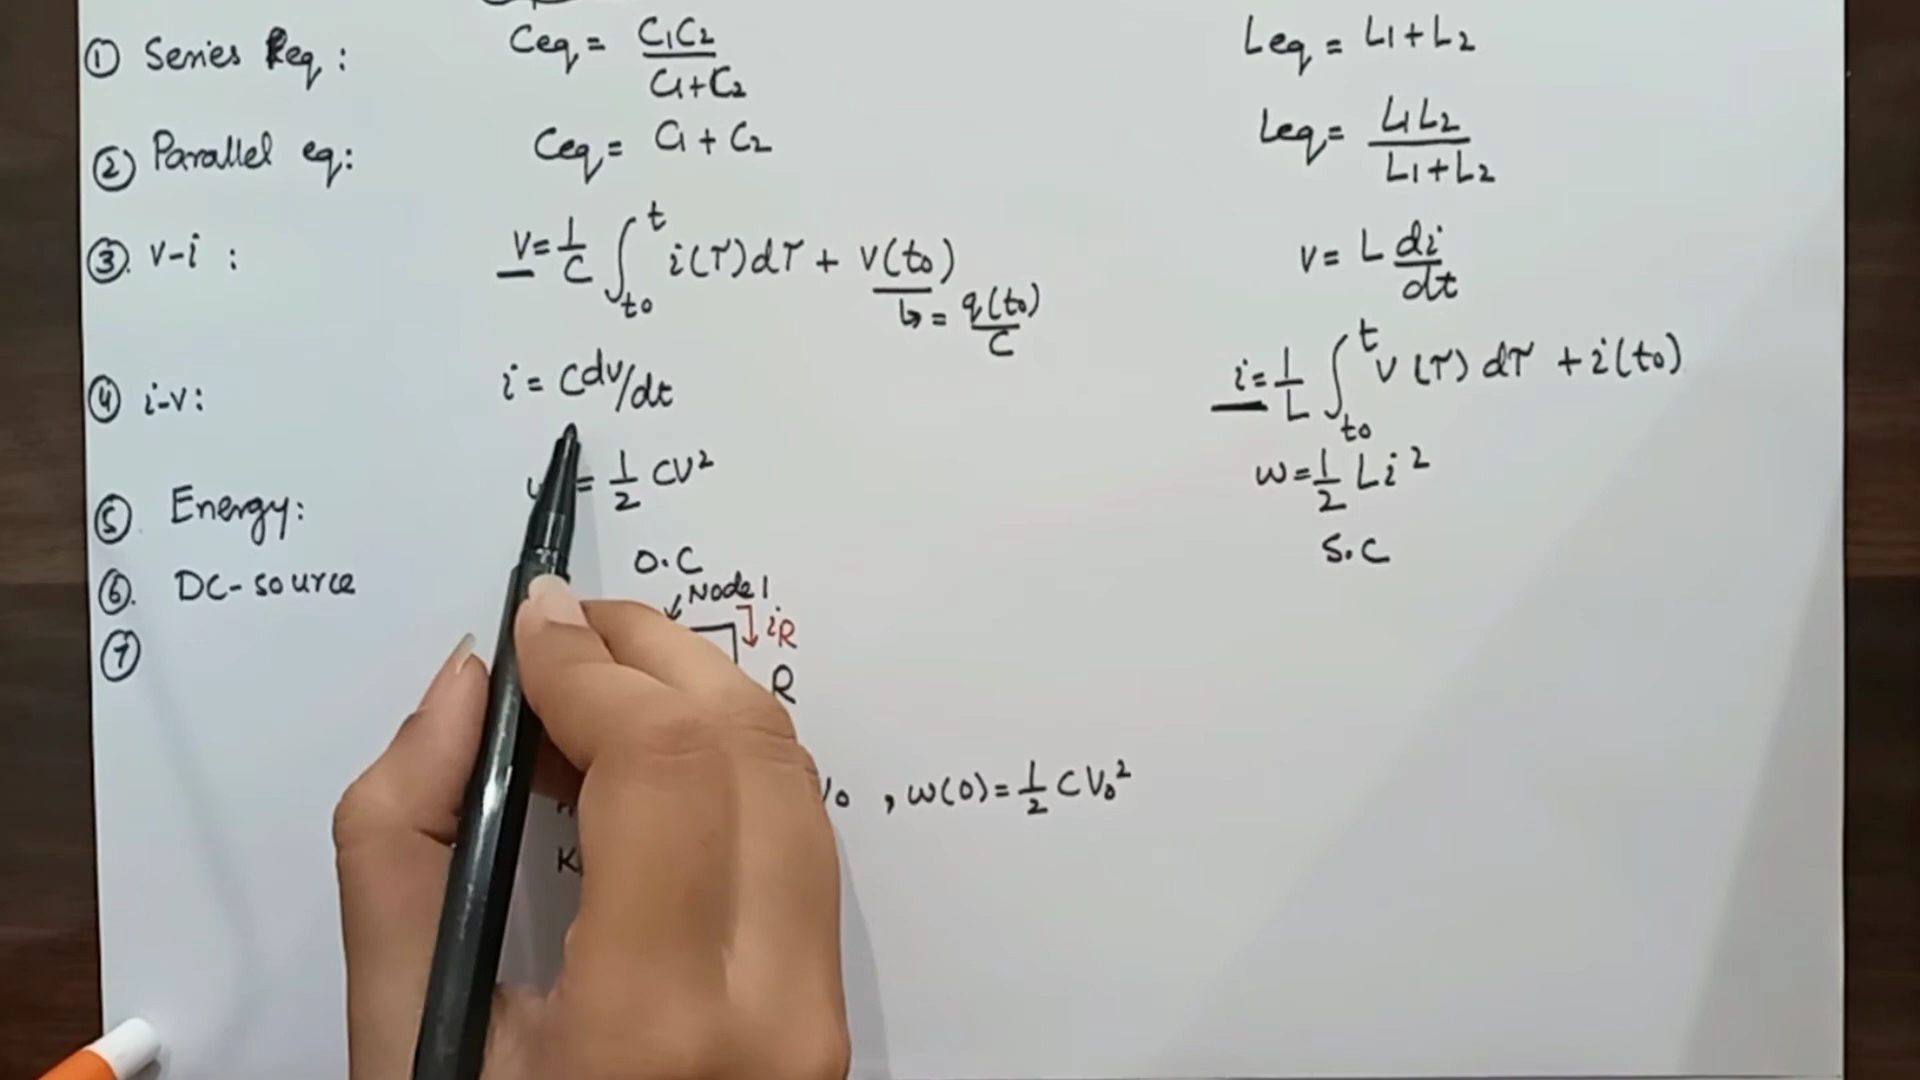 ① Series Req: Ceq = C1C2/C1+C2 Leq = L1+L2
② Parallel eq: Ceq = C1 + C2 Leq = L1L2/L1+L2
③. v-i : v = 1/C ∫t0^t i(τ)dτ + v(t0) v = L di/dt
↳ = q(t0)/C
④ i-v: i = C dv/dt i = 1/L ∫t0^t v(τ)dτ + i(t0)
⑤. Energy: = 1/2 CV² w = 1/2 Li²
⑥. DC-source O.C S.C
Node 1
⑦ iR
R
, w(0) = 1/2 C V0²